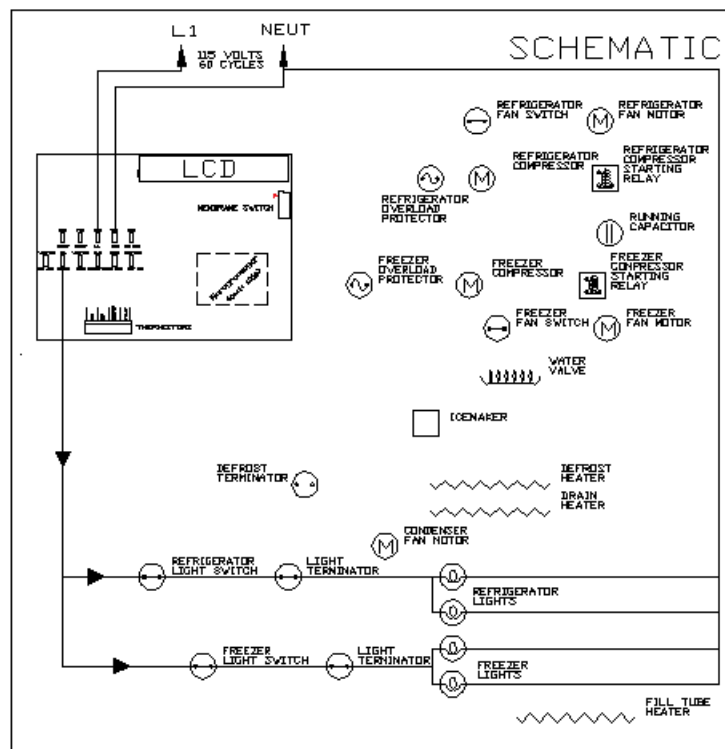 L1
NEUT
115 VOLTS
60 CYCLES
SCHEMATIC
REFRIGERATOR
FAN SWITCH
REFRIGERATOR
FAN MOTOR
LCD
REFRIGERATOR
COMPRESSOR
REFRIGERATOR
COMPRESSOR
STARTING
RELAY
REFRIGERATOR
OVERLOAD
PROTECTOR
MEMBRANE SWITCH
RUNNING
CAPACITOR
FREEZER
OVERLOAD
PROTECTOR
FREEZER
COMPRESSOR
FREEZER
COMPRESSOR
STARTING
RELAY
FREEZER
FAN SWITCH
FREEZER
FAN MOTOR
THERMISTORS
WATER
VALVE
ICEMAKER
DEFROST
TERMINATOR
DEFROST
HEATER
DRAIN
HEATER
CONDENSER
FAN MOTOR
REFRIGERATOR
LIGHT SWITCH
LIGHT
TERMINATOR
REFRIGERATOR
LIGHTS
FREEZER
LIGHT SWITCH
LIGHT
TERMINATOR
FREEZER
LIGHTS
FILL TUBE
HEATER